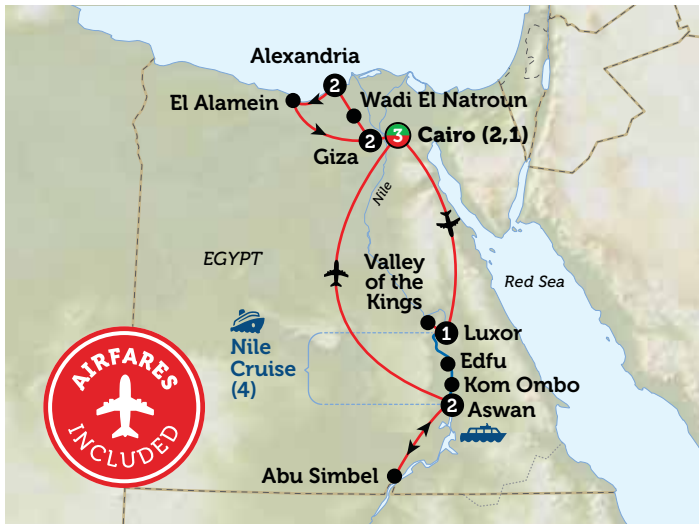 Alexandria
2
El Alamein
Wadi El Natroun
2
3
Cairo (2,1)
Giza
Nile
EGYPT
Valley
of the
Kings
Red Sea
1
Luxor
Nile
Cruise
(4)
Edfu
Kom Ombo
2
Aswan
AIRFARES
INCLUDED
Abu Simbel